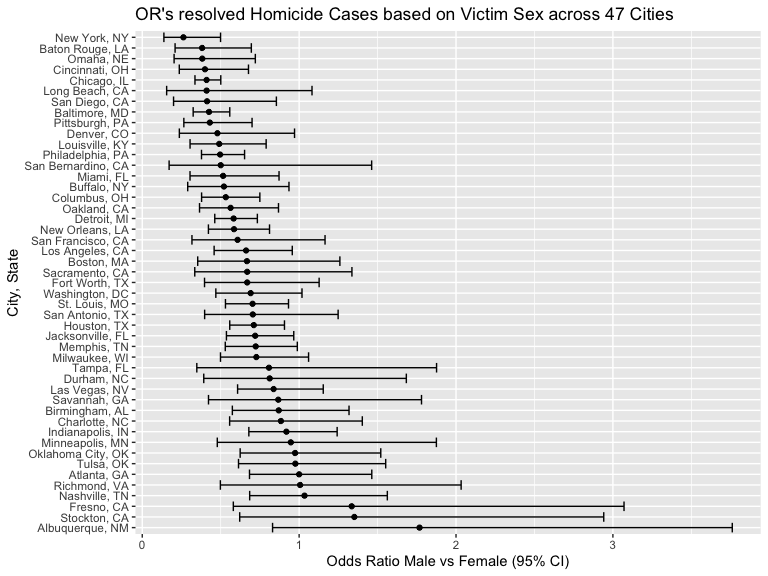 OR's resolved Homicide Cases based on Victim Sex across 47 Cities
City, State
New York, NY
Baton Rouge, LA
Omaha, NE
Cincinnati, OH
Chicago, IL
Long Beach, CA
San Diego, CA
Baltimore, MD
Pittsburgh, PA
Denver, CO
Louisville, KY
Philadelphia, PA
San Bernardino, CA
Miami, FL
Buffalo, NY
Columbus, OH
Oakland, CA
Detroit, MI
New Orleans, LA
San Francisco, CA
Los Angeles, CA
Boston, MA
Sacramento, CA
Fort Worth, TX
Washington, DC
St. Louis, MO
San Antonio, TX
Houston, TX
Jacksonville, FL
Memphis, TN
Milwaukee, WI
Tampa, FL
Durham, NC
Las Vegas, NV
Savannah, GA
Birmingham, AL
Charlotte, NC
Indianapolis, IN
Minneapolis, MN
Oklahoma City, OK
Tulsa, OK
Atlanta, GA
Richmond, VA
Nashville, TN
Fresno, CA
Stockton, CA
Albuquerque, NM
0 1 2 3
Odds Ratio Male vs Female (95% CI)